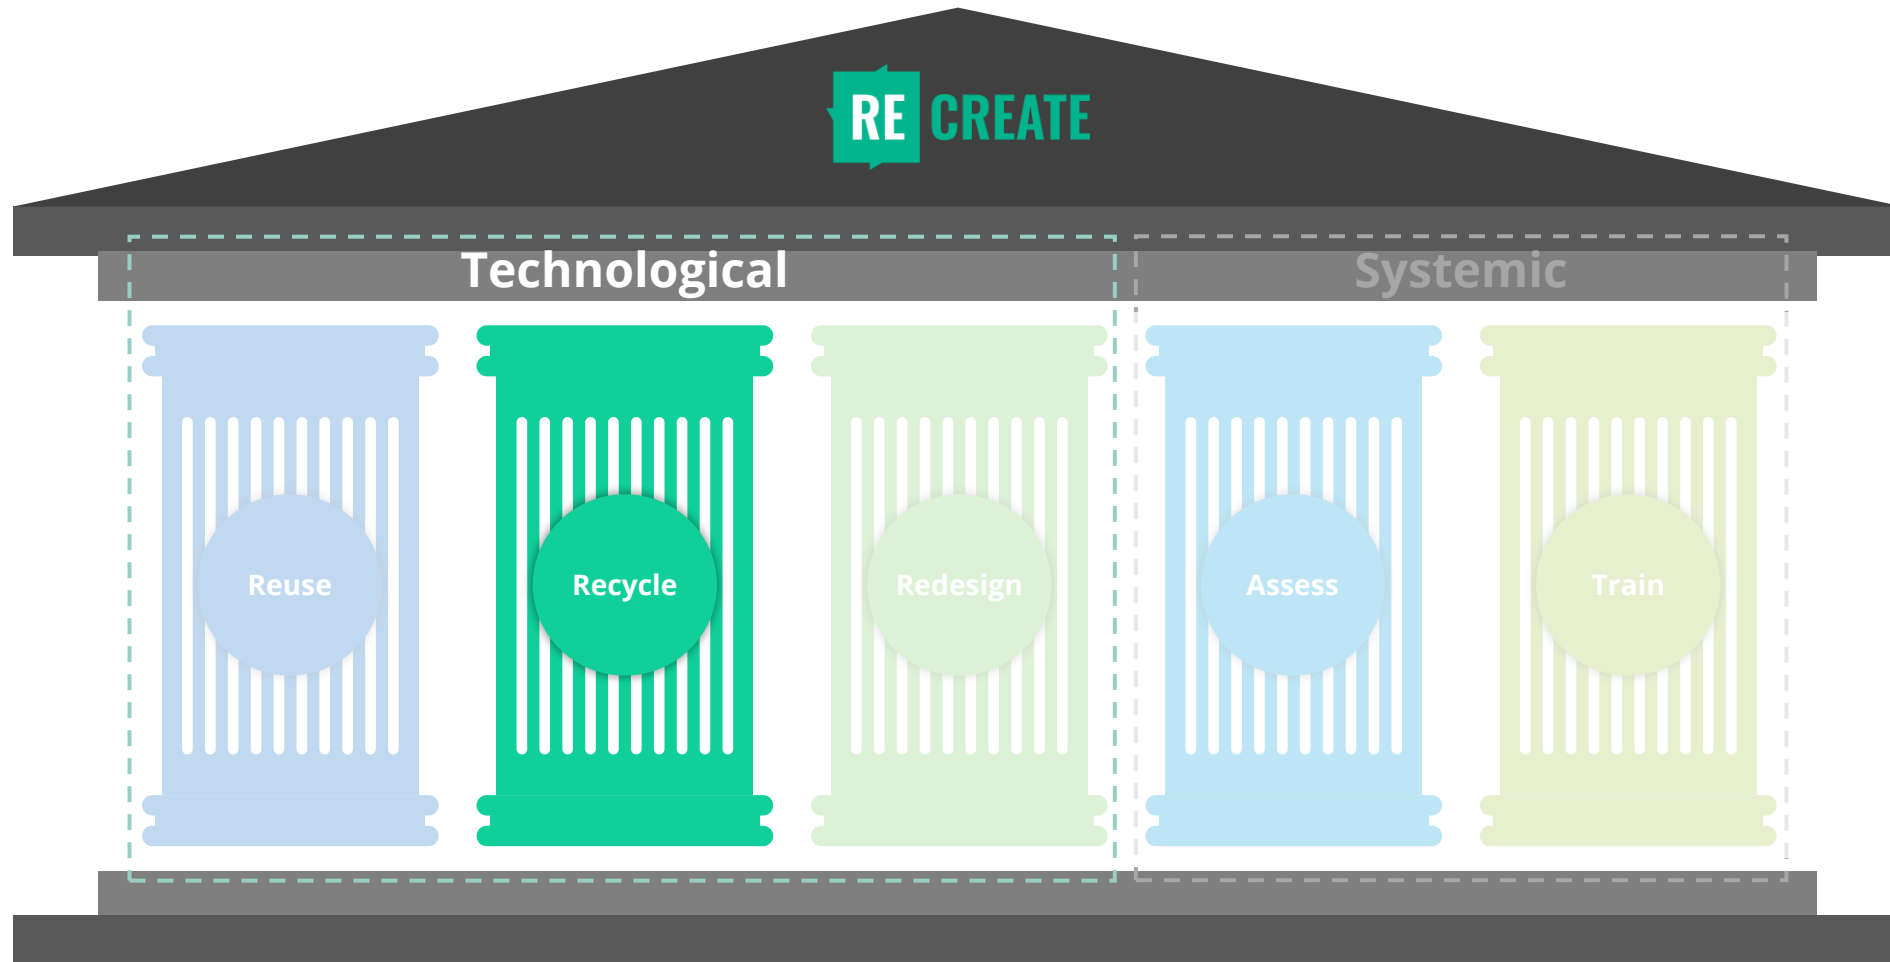 RE CREATE
Technological
Systemic
Reuse
Recycle
Redesign
Assess
Train